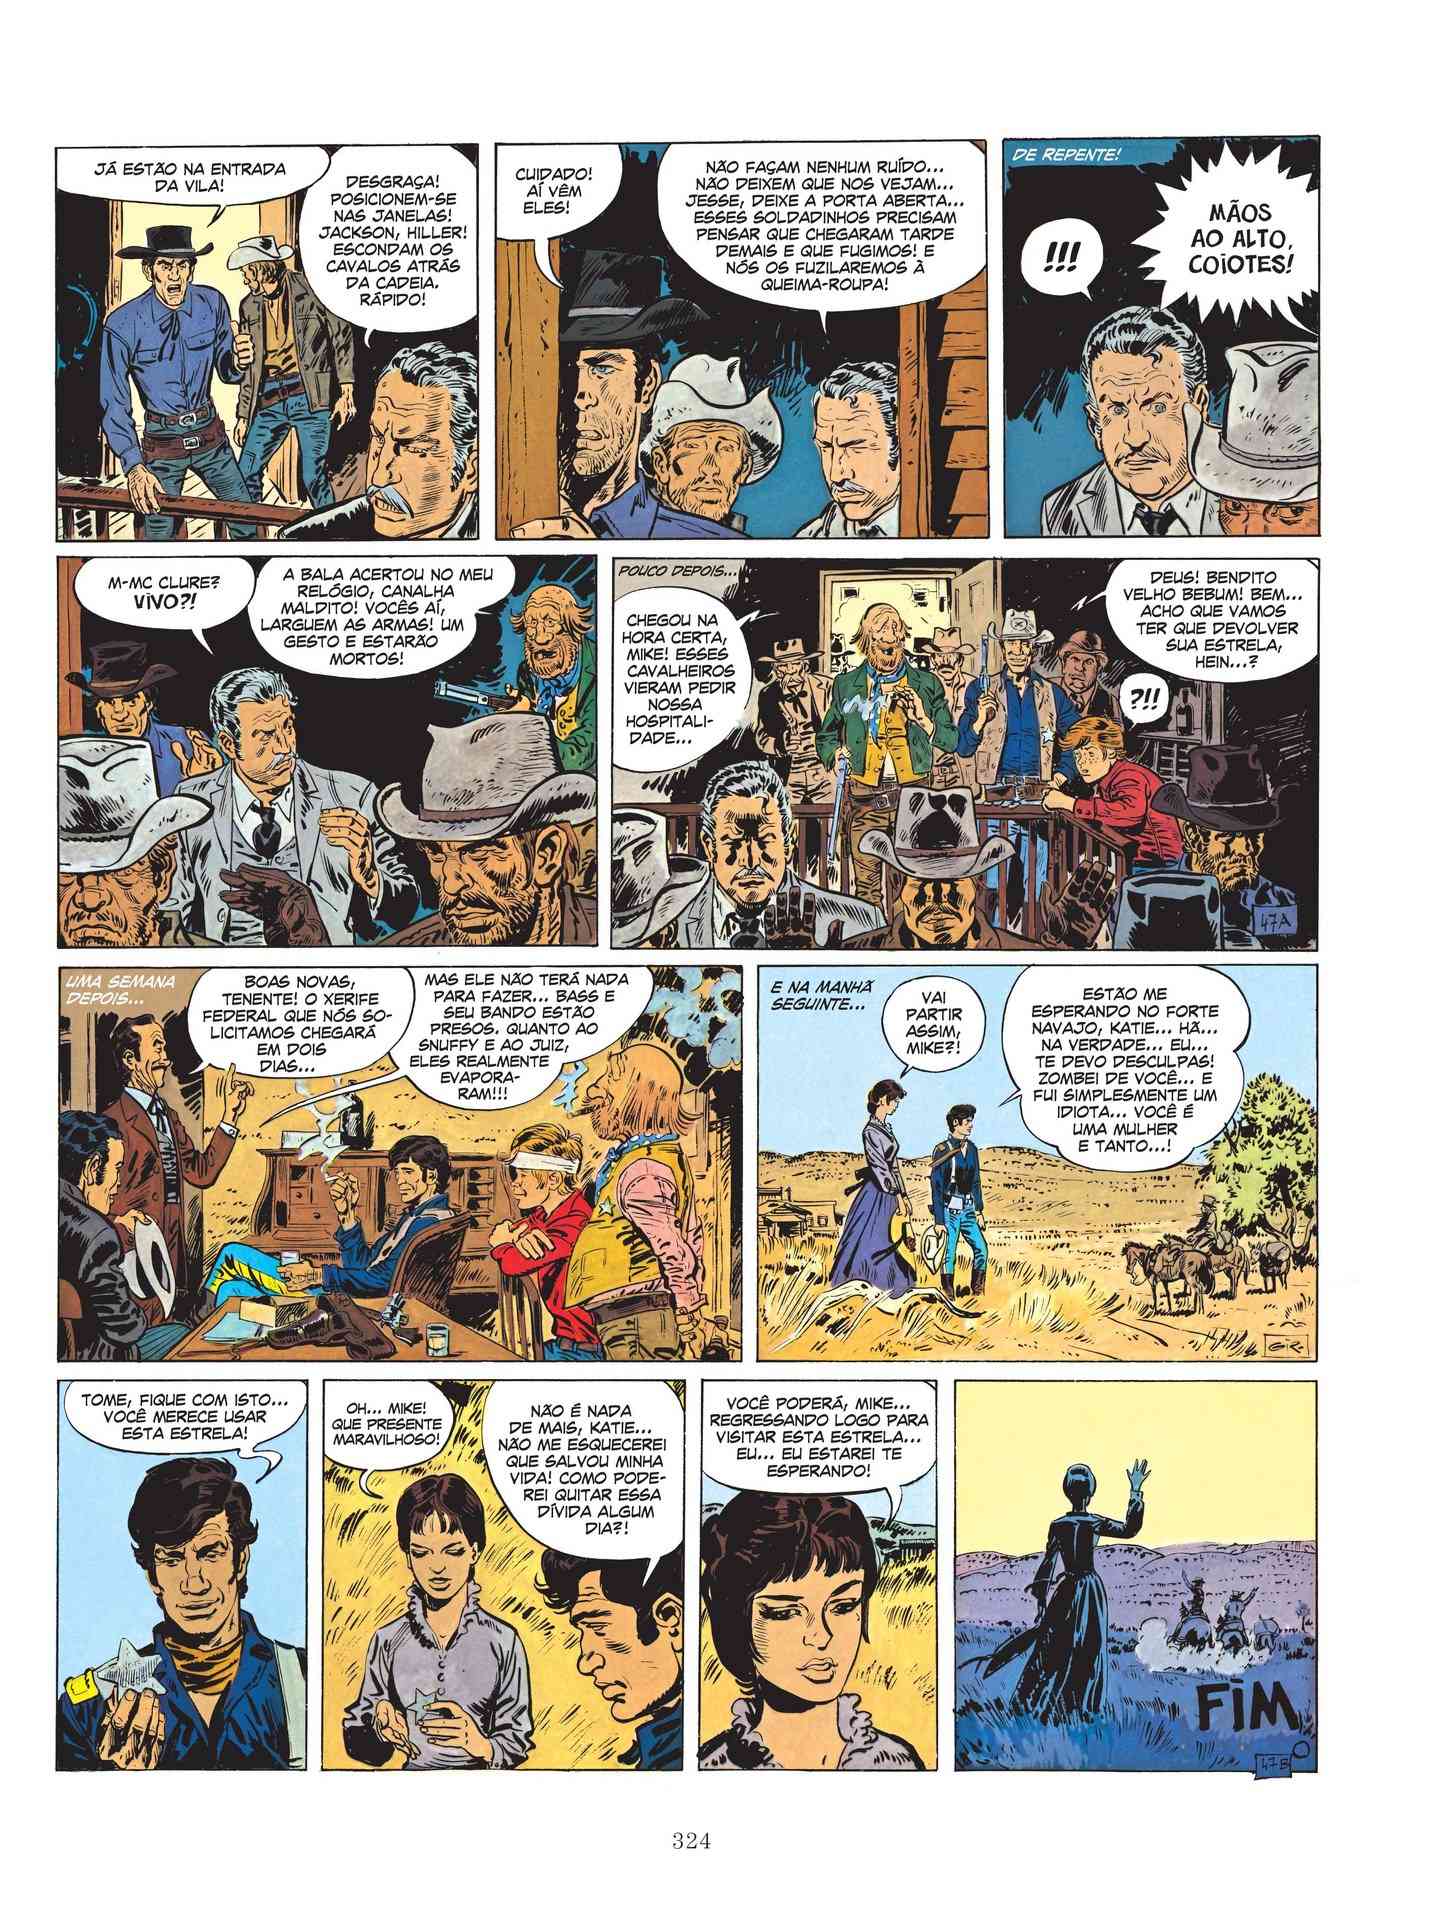 JÁ ESTÃO NA ENTRADA
DA VILA!
DESGRAÇA!
POSICIONEM-SE
NAS JANELAS!
JACKSON, HILLER!
ESCONDAM OS
CAVALOS ATRÁS
DA CADEIA.
RÁPIDO!
CUIDADO!
AÍ VÊM
ELES!
NÃO FAÇAM NENHUM RUÍDO...
NÃO DEIXEM QUE NOS VEJAM...
JESSE, DEIXE A PORTA ABERTA...
ESSES SOLDADINHOS PRECISAM
PENSAR QUE CHEGARAM TARDE
DEMAIS E QUE FUGIMOS! E
NÓS OS FUZILAREMOS À
QUEIMA-ROUPA!
DE REPENTE!
!!!
MÃOS
AO ALTO,
COIOTES!
M-MC CLURE?
VIVO?!
A BALA ACERTOU NO MEU
RELÓGIO, CANALHA
MALDITO! VOCÊS AÍ,
LARGUEM AS ARMAS! UM
GESTO E ESTARÃO
MORTOS!
POUCO DEPOIS...
CHEGOU NA
HORA CERTA,
MIKE! ESSES
CAVALHEIROS
VIERAM PEDIR
NOSSA
HOSPITALI-
DADE...
DEUS! BENDITO
VELHO BEBUM! BEM...
ACHO QUE VAMOS
TER QUE DEVOLVER
SUA ESTRELA,
HEIN...?
?!!
47A
UMA SEMANA
DEPOIS...
BOAS NOVAS,
TENENTE! O XERIFE
FEDERAL QUE NÓS SO-
LICITAMOS CHEGARÁ
EM DOIS
DIAS...
MAS ELE NÃO TERÁ NADA
PARA FAZER... BASS E
SEU BANDO ESTÃO
PRESOS. QUANTO AO
SNUFFY E AO JUIZ,
ELES REALMENTE
EVAPORA-
RAM!!!
E NA MANHÃ
SEGUINTE...
VAI
PARTIR
ASSIM,
MIKE?!
ESTÃO ME
ESPERANDO NO FORTE
NAVAJO, KATIE... HÃ...
NA VERDADE... EU...
TE DEVO DESCULPAS!
ZOMBEI DE VOCÊ... E
FUI SIMPLESMENTE UM
IDIOTA... VOCÊ É
UMA MULHER
E TANTO...!
GIR.
TOME, FIQUE COM ISTO...
VOCÊ MERECE USAR
ESTA ESTRELA!
OH... MIKE!
QUE PRESENTE
MARAVILHOSO!
NÃO É NADA
DE MAIS, KATIE...
NÃO ME ESQUECEREI
QUE SALVOU MINHA
VIDA! COMO PODE-
REI QUITAR ESSA
DÍVIDA ALGUM
DIA?!
VOCÊ PODERÁ, MIKE...
REGRESSANDO LOGO PARA
VISITAR ESTA ESTRELA...
EU... EU ESTAREI TE
ESPERANDO!
FIM
47B
324